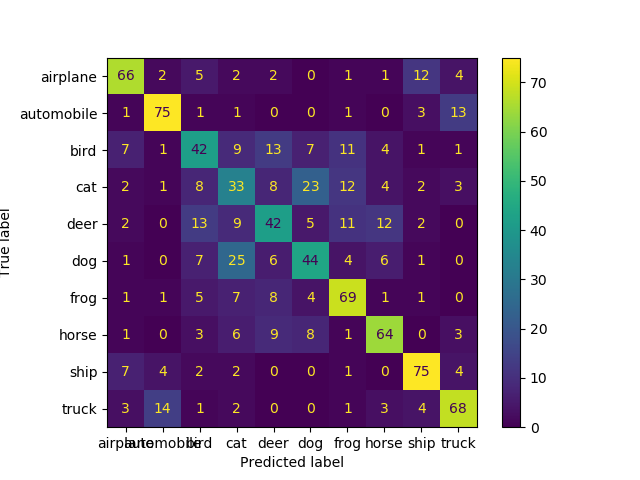 airplane 66 2 5 2 2 0 1 1 12 4
automobile 1 75 1 1 0 0 1 0 3 13
bird 7 1 42 9 13 7 11 4 1 1
cat 2 1 8 33 8 23 12 4 2 3
deer 2 0 13 9 42 5 11 12 2 0
dog 1 0 7 25 6 44 4 6 1 0
frog 1 1 5 7 8 4 69 1 1 0
horse 1 0 3 6 9 8 1 64 0 3
ship 7 4 2 2 0 0 1 0 75 4
truck 3 14 1 2 0 0 1 3 4 68
airplane automobile bird cat deer dog frog horse ship truck
Predicted label
True label
70
60
50
40
30
20
10
0